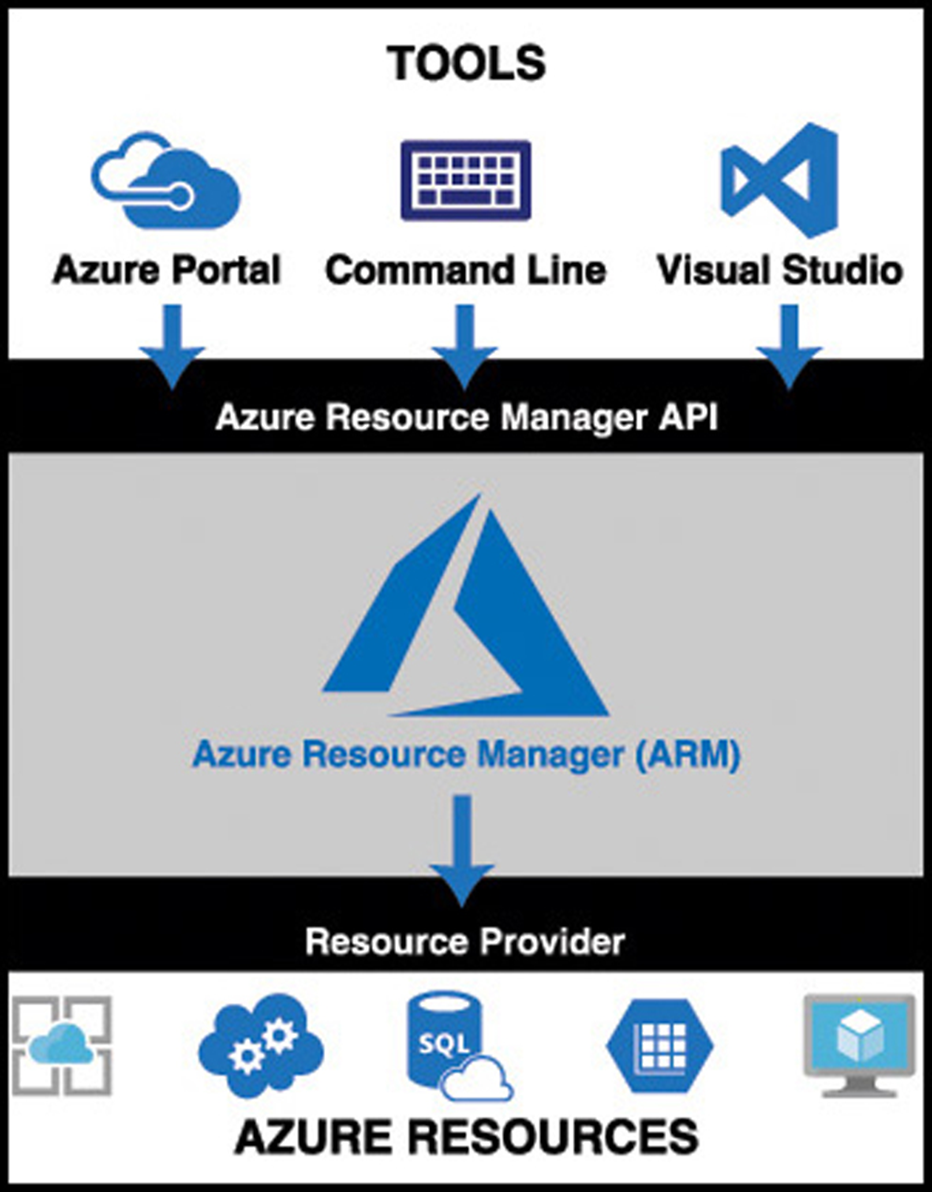 TOOLS
Azure Portal
Command Line
Visual Studio
Azure Resource Manager API
Azure Resource Manager (ARM)
Resource Provider
SQL
AZURE RESOURCES